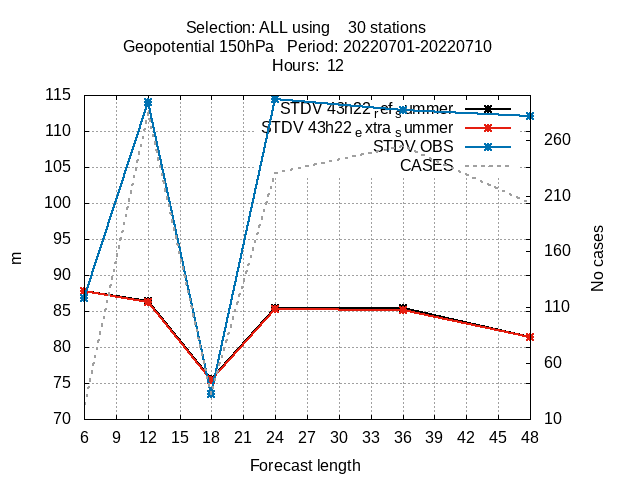 Selection: ALL using 30 stations
Geopotential 150hPa Period: 20220701-20220710
Hours: 12
STDV 43h22_ref_summer
STDV 43h22_extra_summer
STDV OBS
CASES
115
110
105
100
95
90
85
80
75
70
260
210
160
110
60
10
m
No cases
6 9 12 15 18 21 24 27 30 33 36 39 42 45 48
Forecast length